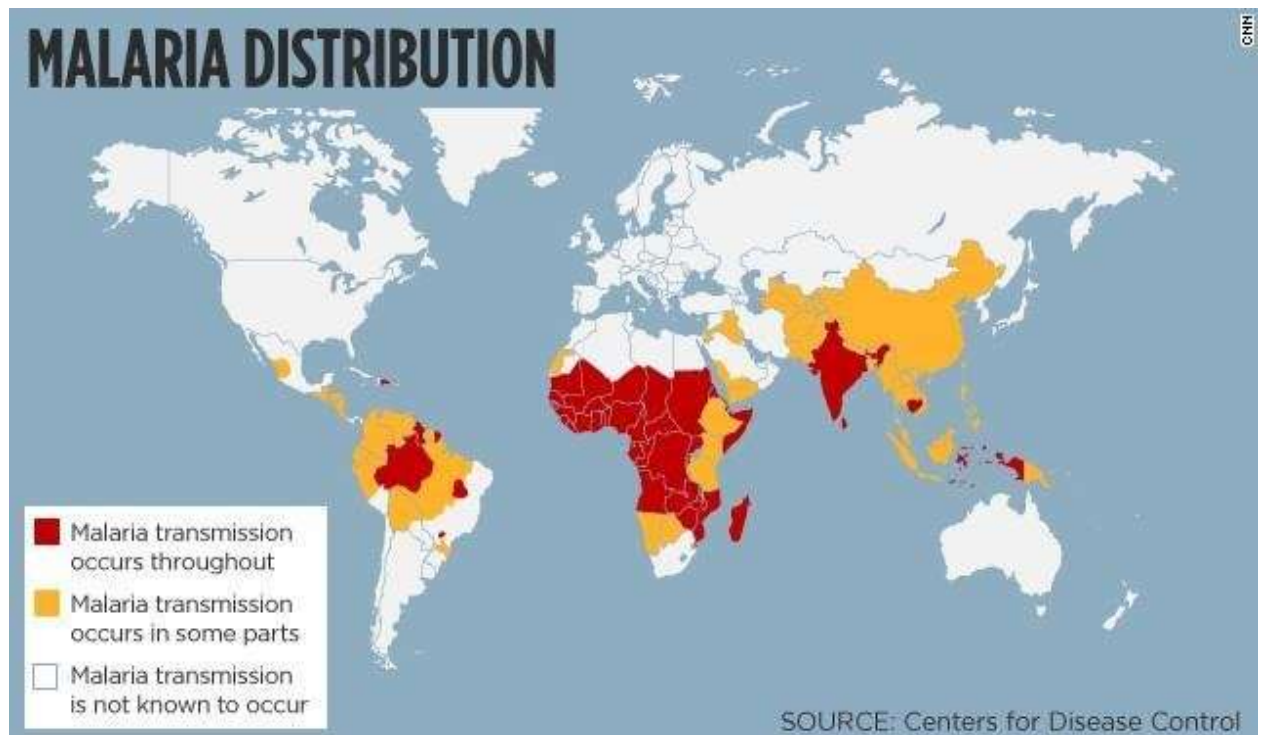 MALARIA DISTRIBUTION
CNN
Malaria transmission
occurs throughout
Malaria transmission
occurs in some parts
Malaria transmission
is not known to occur
SOURCE: Centers for Disease Control